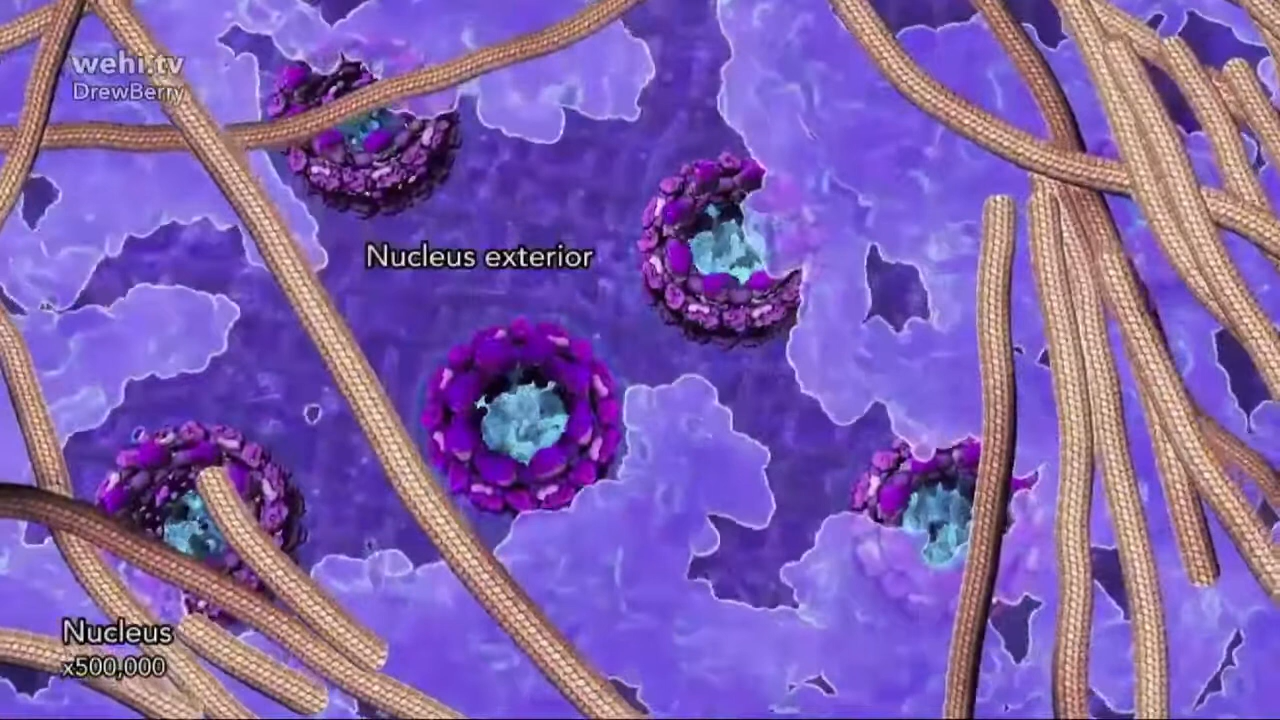 wehi.tv
DrewBerry
Nucleus exterior
Nucleus
x500,000